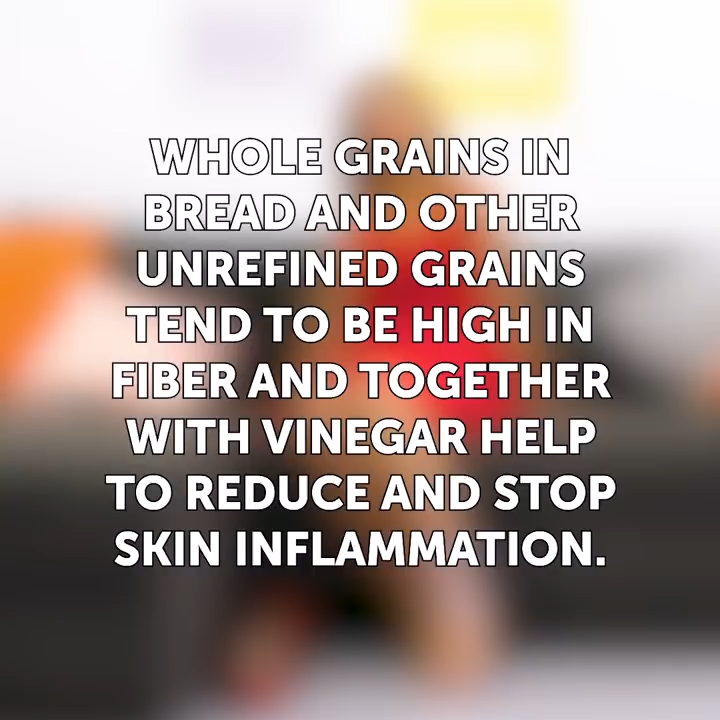 WHOLE GRAINS IN
BREAD AND OTHER
UNREFINED GRAINS
TEND TO BE HIGH IN
FIBER AND TOGETHER
WITH VINEGAR HELP
TO REDUCE AND STOP
SKIN INFLAMMATION.